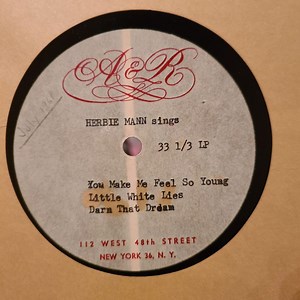 A & R
HERBIE MANN sings
33 1/3 LP
You Make Me Feel So Young
Little White Lies
Darn That Dream
112 WEST 48th STREET
NEW YORK 36, N. Y.